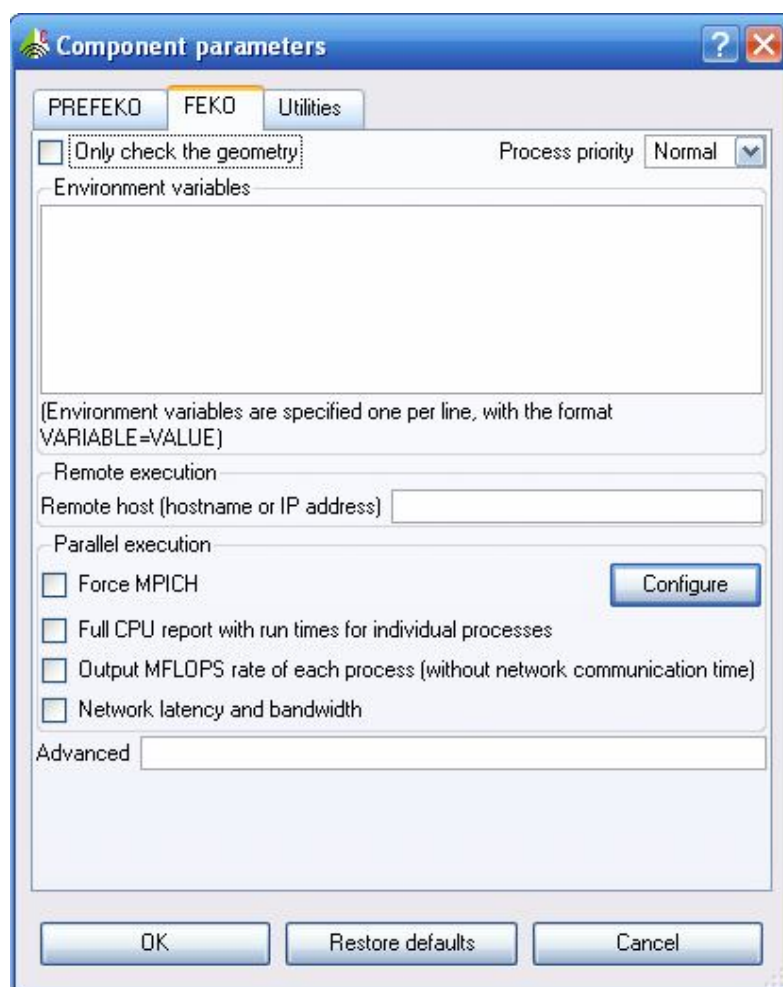 Component parameters
PREFEKO FEKO Utilities
Only check the geometry Process priority Normal
Environment variables
(Environment variables are specified one per line, with the format
VARIABLE=VALUE)
Remote execution
Remote host (hostname or IP address)
Parallel execution
Force MPICH Configure
Full CPU report with run times for individual processes
Output MFLOPS rate of each process (without network communication time)
Network latency and bandwidth
Advanced
OK Restore defaults Cancel